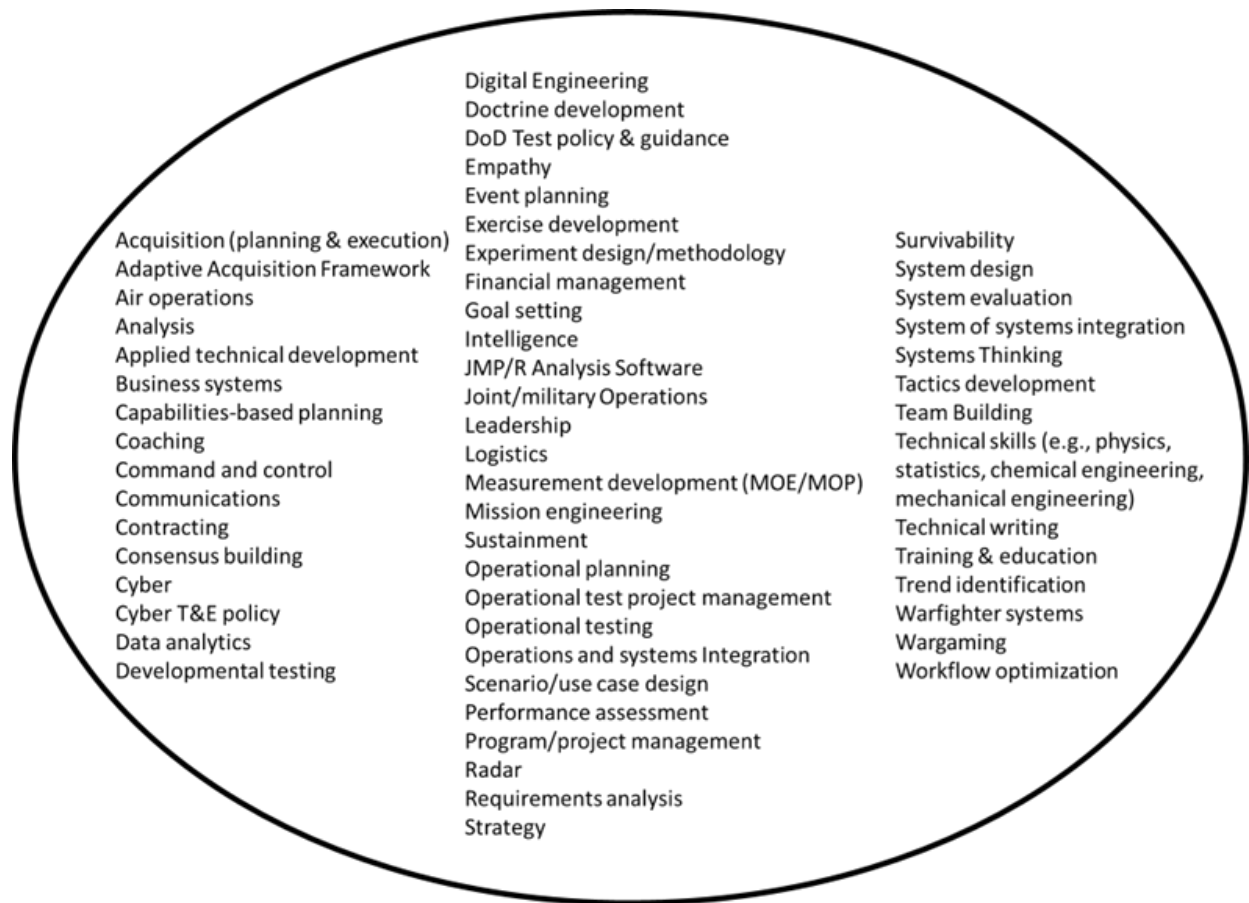 Acquisition (planning & execution)
Adaptive Acquisition Framework
Air operations
Analysis
Applied technical development
Business systems
Capabilities-based planning
Coaching
Command and control
Communications
Contracting
Consensus building
Cyber
Cyber T&E policy
Data analytics
Developmental testing
Digital Engineering
Doctrine development
DoD Test policy & guidance
Empathy
Event planning
Exercise development
Experiment design/methodology
Financial management
Goal setting
Intelligence
JMP/R Analysis Software
Joint/military Operations
Leadership
Logistics
Measurement development (MOE/MOP)
Mission engineering
Sustainment
Operational planning
Operational test project management
Operational testing
Operations and systems Integration
Scenario/use case design
Performance assessment
Program/project management
Radar
Requirements analysis
Strategy
Survivability
System design
System evaluation
System of systems integration
Systems Thinking
Tactics development
Team Building
Technical skills (e.g., physics,
statistics, chemical engineering,
mechanical engineering)
Technical writing
Training & education
Trend identification
Warfighter systems
Wargaming
Workflow optimization